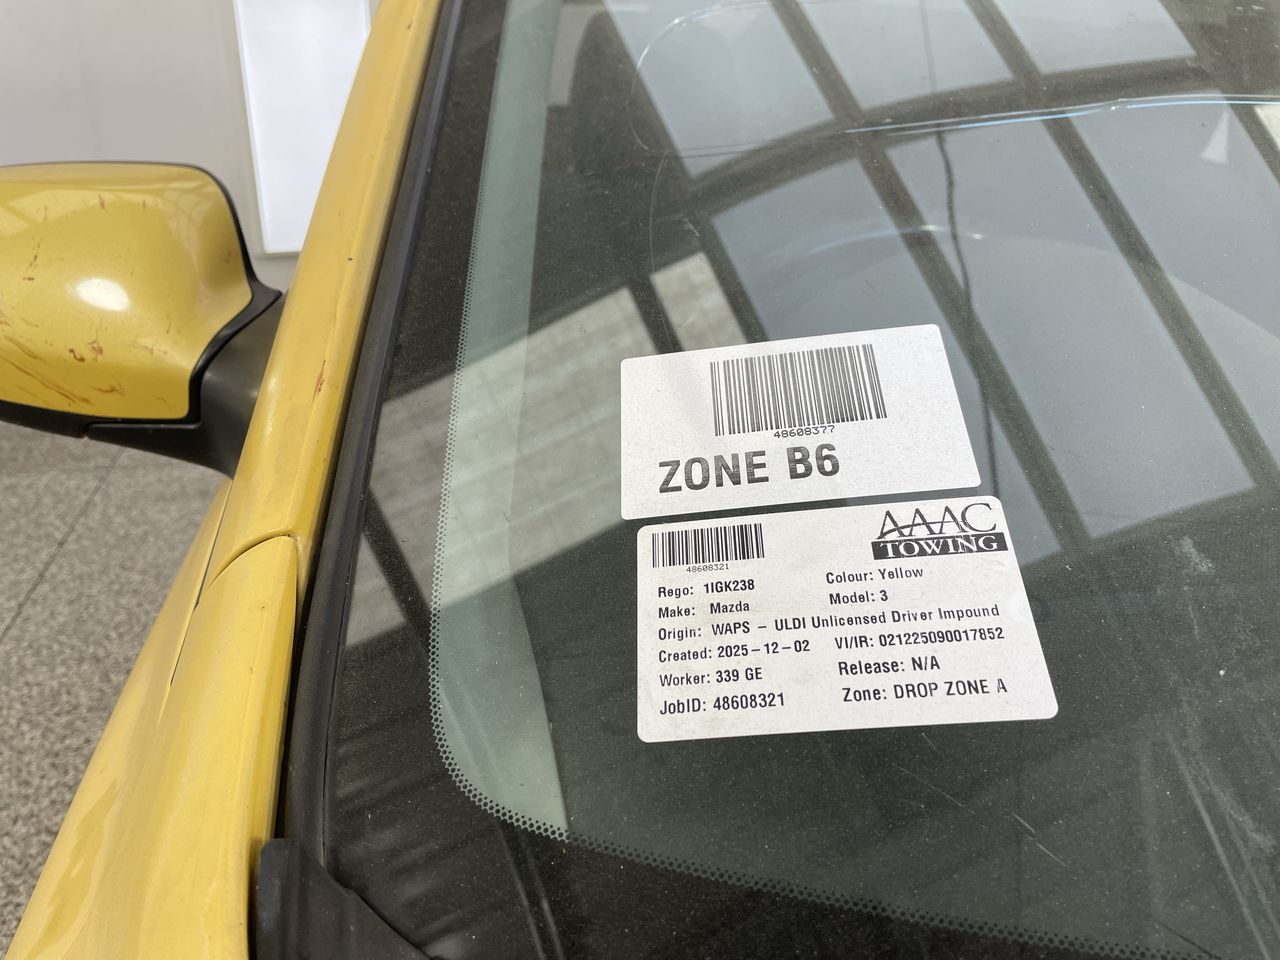 48608377
ZONE B6
48608321
AAAC
TOWING
Rego: 1IGK238
Colour: Yellow
Make: Mazda
Model: 3
Origin: WAPS - ULDI Unlicensed Driver Impound
Created: 2025-12-02
VI/IR: 021225090017852
Worker: 339 GE
Release: N/A
JobID: 48608321
Zone: DROP ZONE A